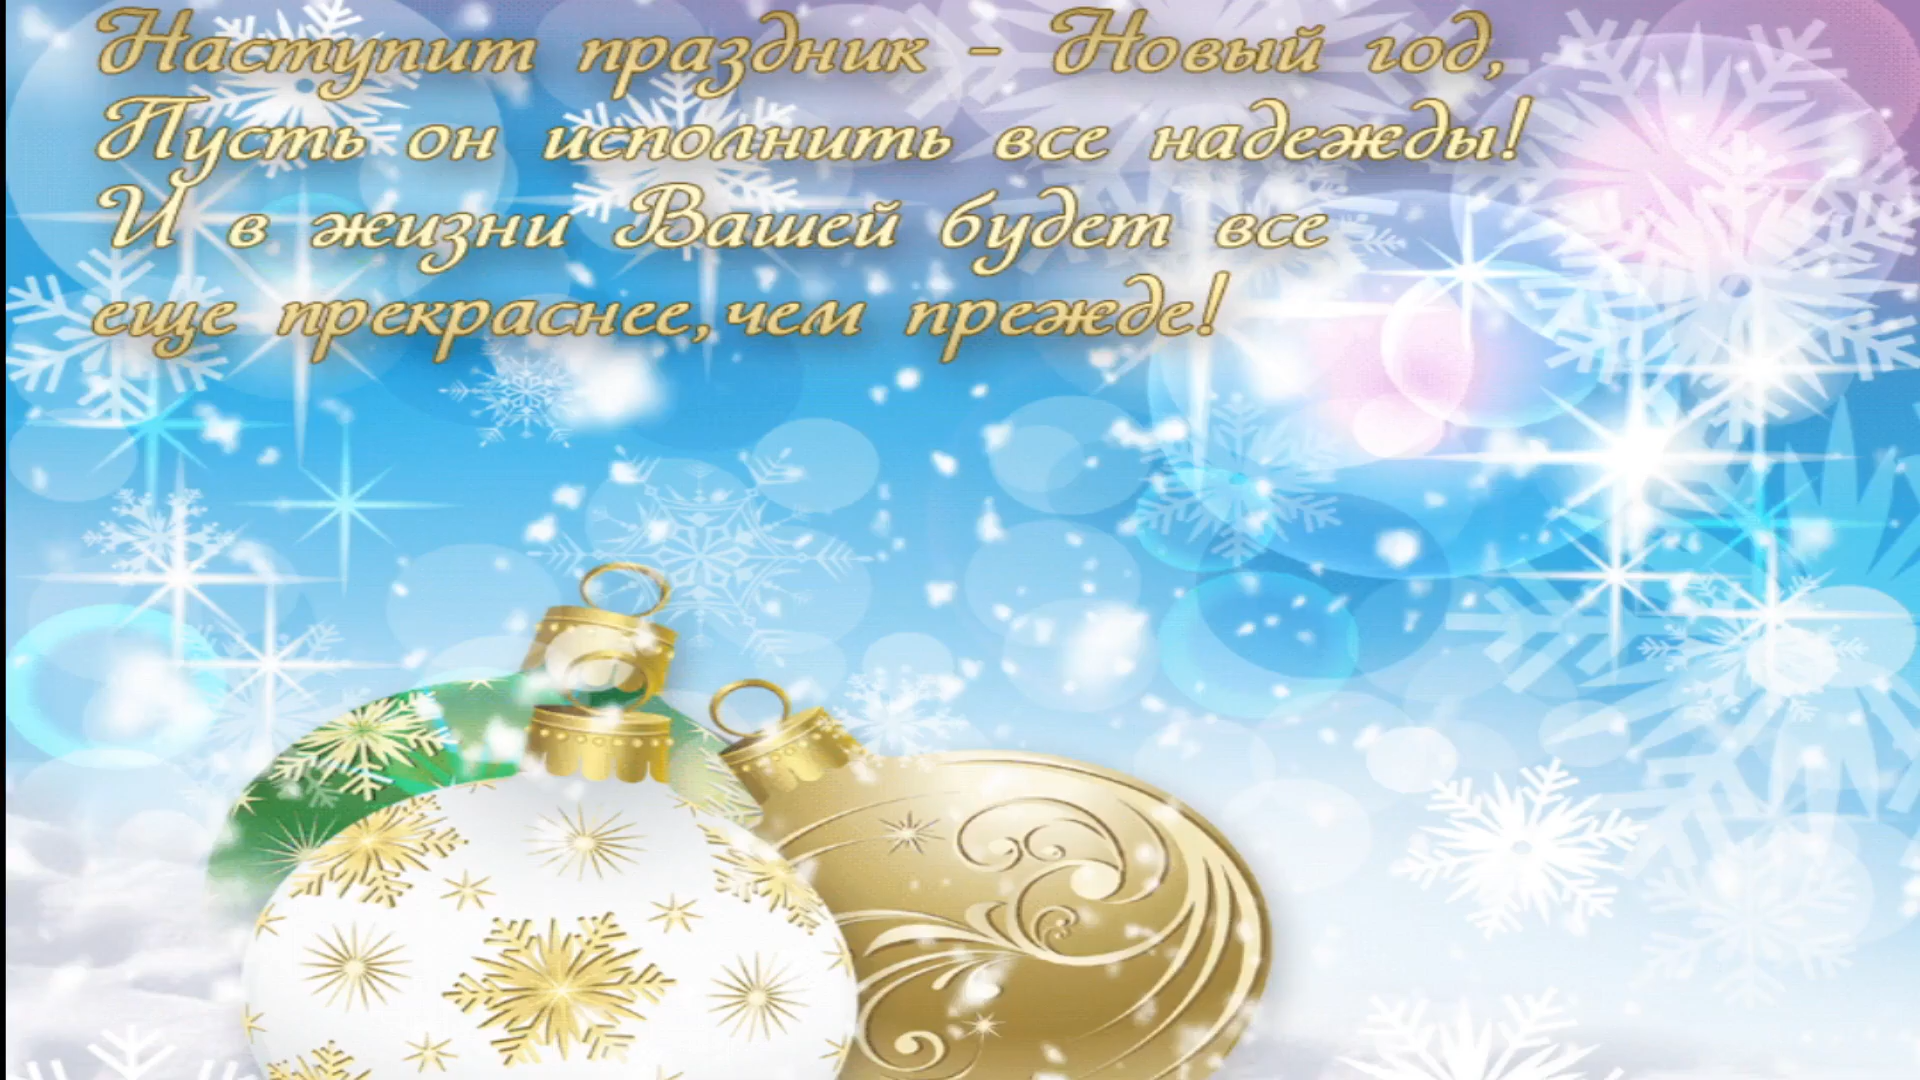 Наступит праздник - Новый год,
Пусть он исполнить все надежды!
И в жизни Вашей будет все
еще прекраснее,чем прежде!